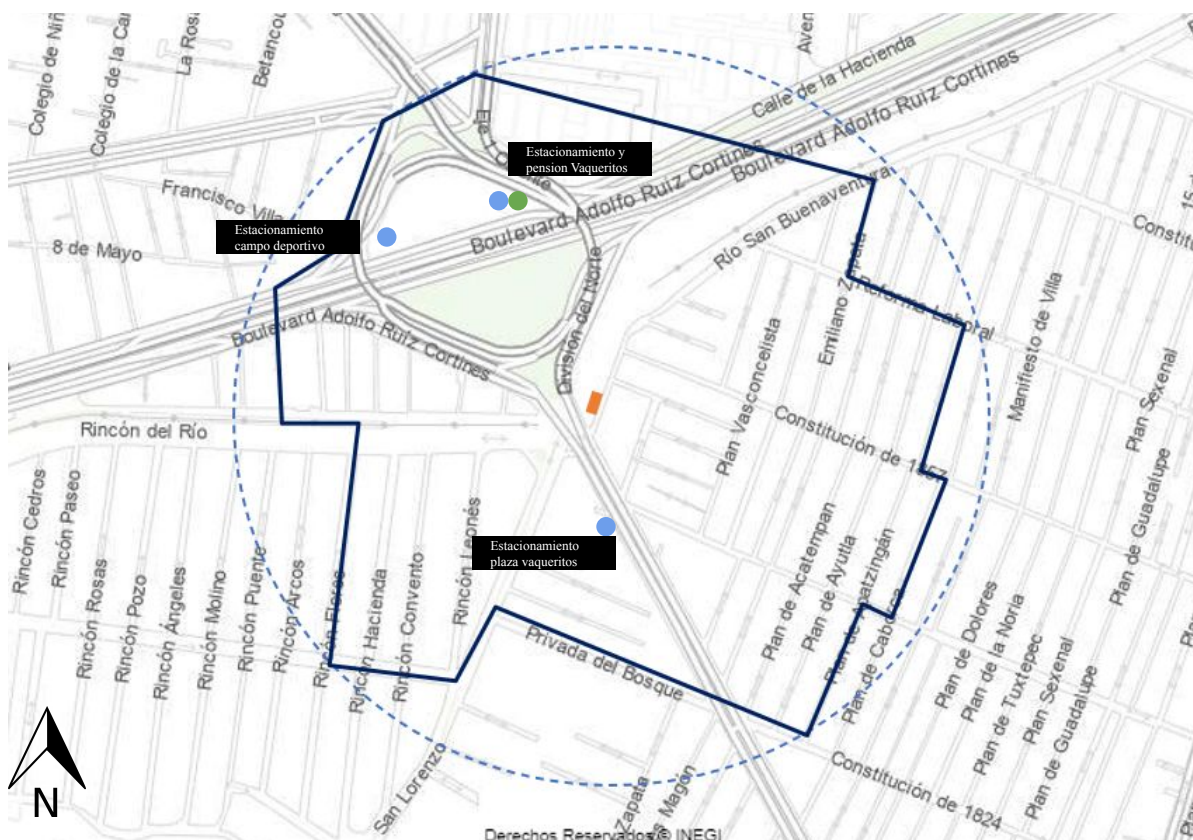 Colegio de la Ca
La Rosa
Betancou
Aven
Calle de la Hacienda
Boulevard Adolfo Ruiz Cortines
Boulevard Adolfo Ruiz Cortines
Estacionamiento y
pension Vaqueritos
Río San Buenaventura
Francisco Villa
8 de Mayo
Estacionamiento
campo deportivo
Emiliano Zapata
Reforma Laboral
División del Norte
Boulevard Adolfo Ruiz Cortines
Plan Vasconcelista
Manifiesto de Villa
Plan Sexenal
Plan de Guadalupe
Constitución de 1857
Rincón del Río
Rincón Cedros
Rincón Paseo
Rincón Rosas
Rincón Pozo
Rincón Ángeles
Rincón Molino
Rincón Puente
Rincón Arcos
Rincón Flores
Rincón Hacienda
Rincón Convento
Rincón Leonés
Estacionamiento
plaza vaqueritos
Plan de Acatempan
Plan de Ayutla
Plan de Apatzingán
Plan de Caborca
Plan de Dolores
Plan de la Noria
Plan de Tuxtepec
Plan Sexenal
Plan de Guadalupe
Privada del Bosque
San Lorenzo
Zapata
Magón
Constitución de 1824
N
Derechos Reservados © INEGI